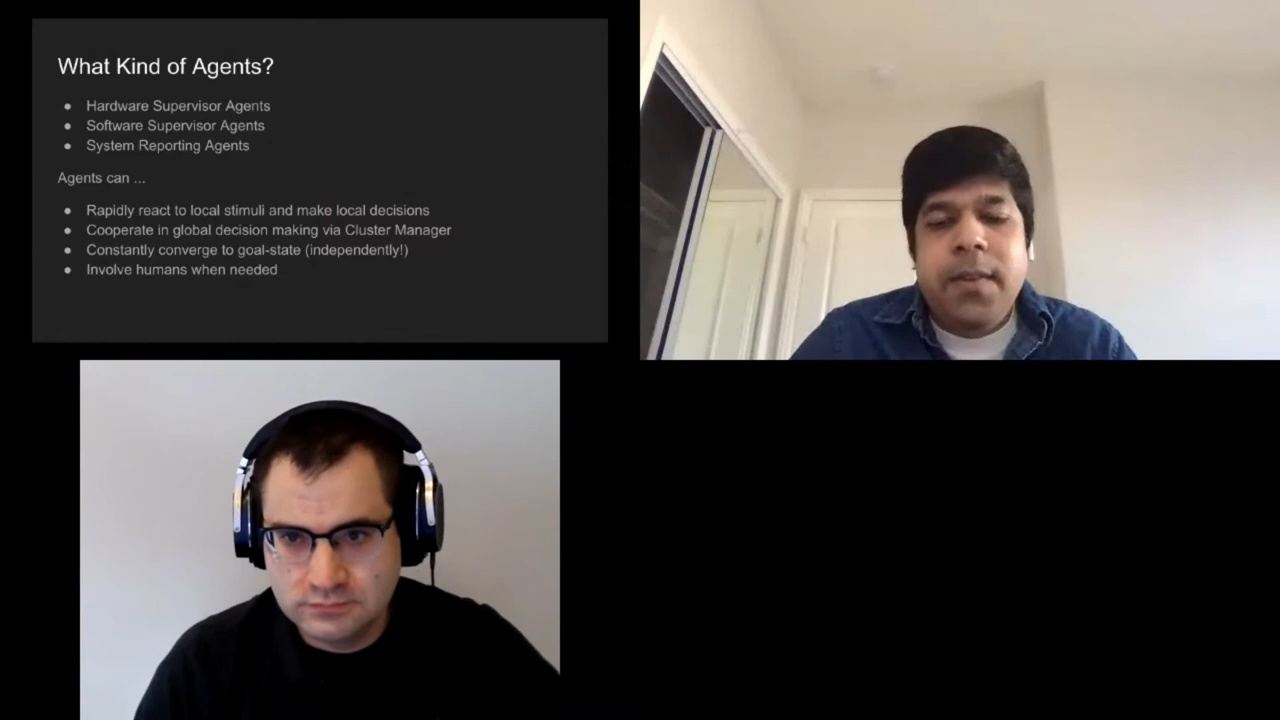 What Kind of Agents?
● Hardware Supervisor Agents
● Software Supervisor Agents
● System Reporting Agents
Agents can ...
● Rapidly react to local stimuli and make local decisions
● Cooperate in global decision making via Cluster Manager
● Constantly converge to goal-state (independently!)
● Involve humans when needed